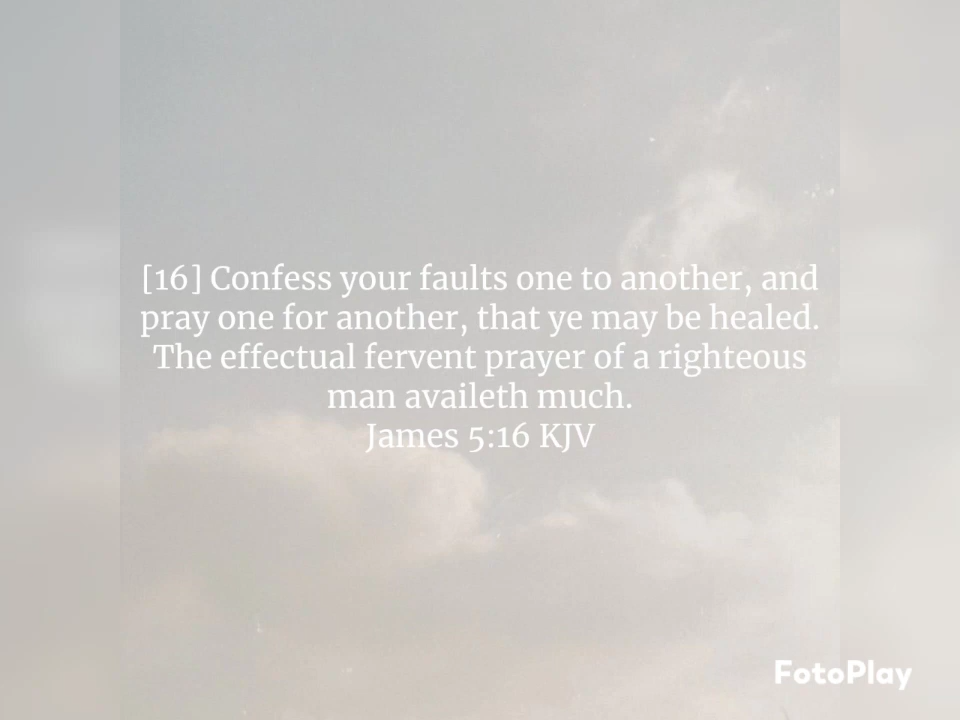 [16] Confess your faults one to another, and
pray one for another, that ye may be healed.
The effectual fervent prayer of a righteous
man availeth much.
James 5:16 KJV
FotoPlay